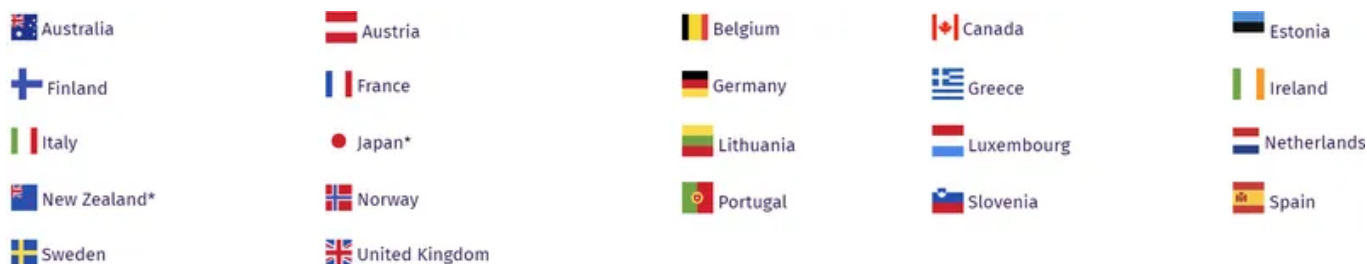 Australia
Austria
Belgium
Canada
Estonia
Finland
France
Germany
Greece
Ireland
Italy
Japan*
Lithuania
Luxembourg
Netherlands
New Zealand*
Norway
Portugal
Slovenia
Spain
Sweden
United Kingdom